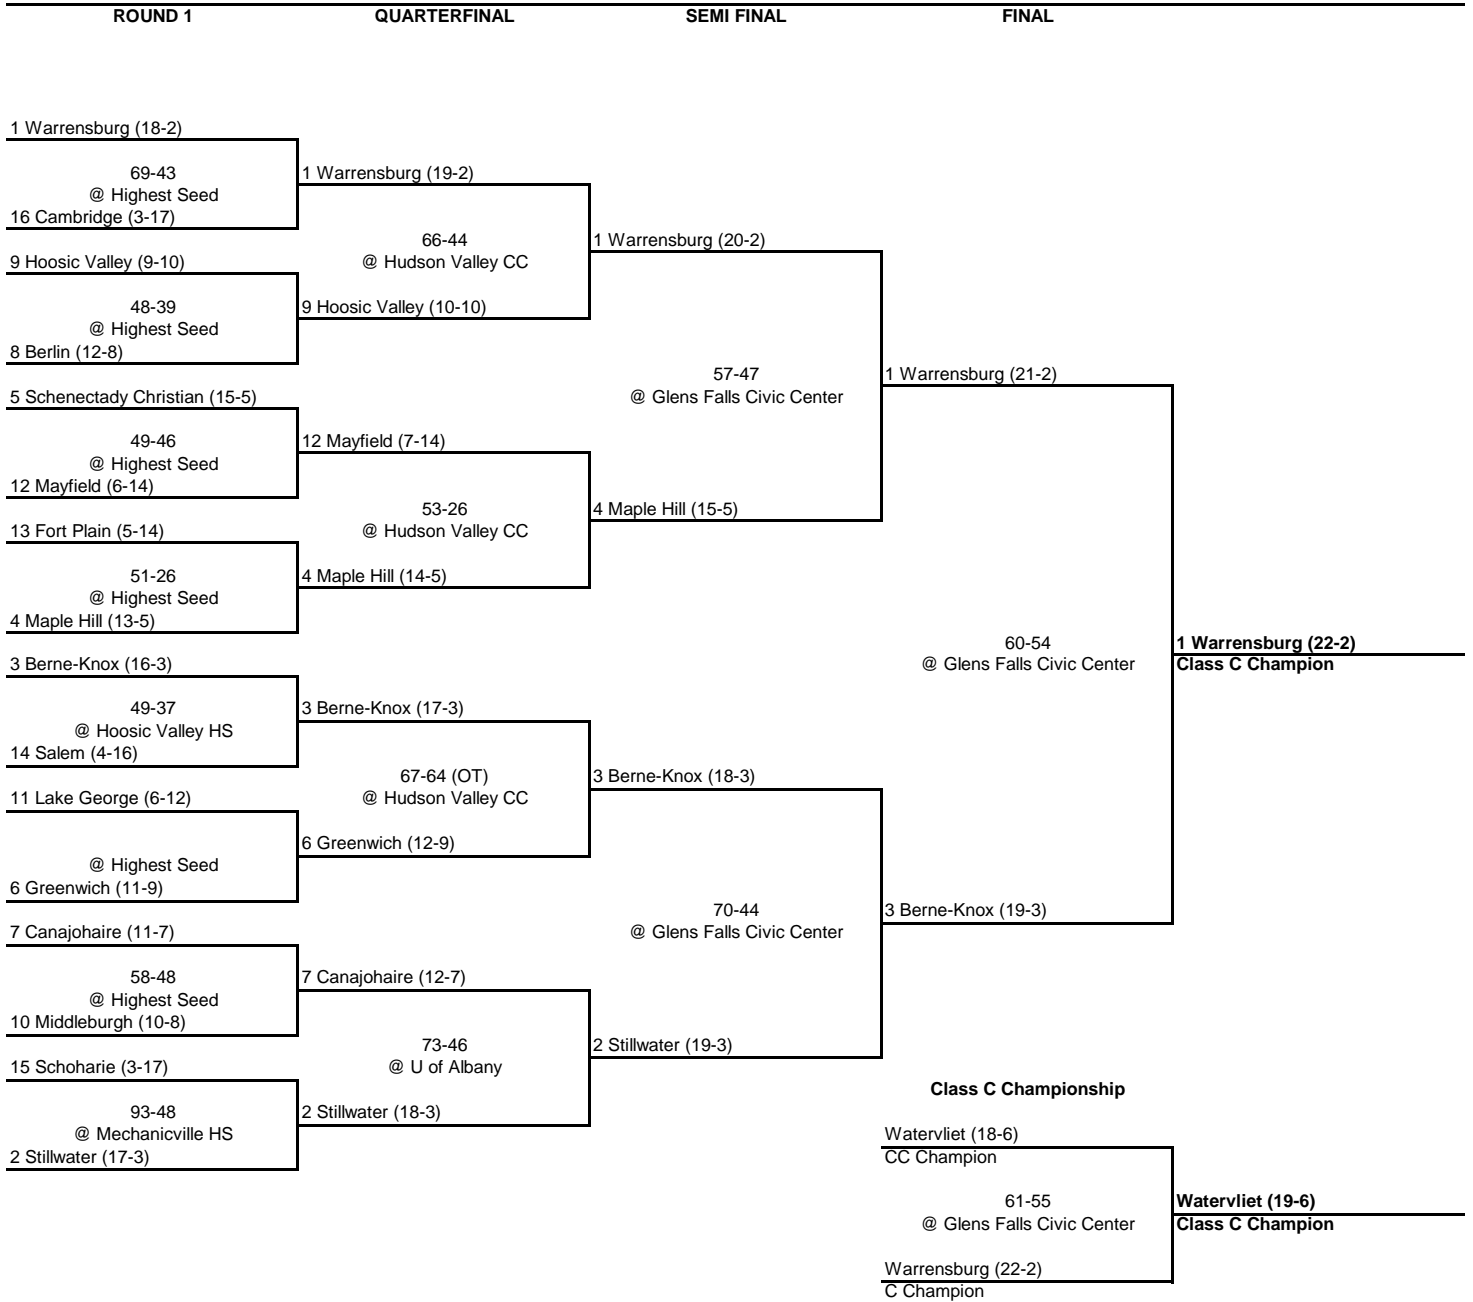 ROUND 1
QUARTERFINAL
SEMI FINAL
FINAL
1 Warrensburg (18-2)
69-43
@ Highest Seed
16 Cambridge (3-17)
9 Hoosic Valley (9-10)
48-39
@ Highest Seed
8 Berlin (12-8)
5 Schenectady Christian (15-5)
49-46
@ Highest Seed
12 Mayfield (6-14)
13 Fort Plain (5-14)
51-26
@ Highest Seed
4 Maple Hill (13-5)
3 Berne-Knox (16-3)
49-37
@ Hoosic Valley HS
14 Salem (4-16)
11 Lake George (6-12)
@ Highest Seed
6 Greenwich (11-9)
7 Canajohaire (11-7)
58-48
@ Highest Seed
10 Middleburgh (10-8)
15 Schoharie (3-17)
93-48
@ Mechanicville HS
2 Stillwater (17-3)
1 Warrensburg (19-2)
66-44
@ Hudson Valley CC
9 Hoosic Valley (10-10)
12 Mayfield (7-14)
53-26
@ Hudson Valley CC
4 Maple Hill (14-5)
3 Berne-Knox (17-3)
67-64 (OT)
@ Hudson Valley CC
6 Greenwich (12-9)
7 Canajohaire (12-7)
73-46
@ U of Albany
2 Stillwater (18-3)
1 Warrensburg (20-2)
57-47
@ Glens Falls Civic Center
4 Maple Hill (15-5)
3 Berne-Knox (18-3)
70-44
@ Glens Falls Civic Center
2 Stillwater (19-3)
1 Warrensburg (21-2)
60-54
@ Glens Falls Civic Center
3 Berne-Knox (19-3)
1 Warrensburg (22-2)
Class C Champion
Class C Championship
Watervliet (18-6)
CC Champion
61-55
@ Glens Falls Civic Center
Warrensburg (22-2)
C Champion
Watervliet (19-6)
Class C Champion